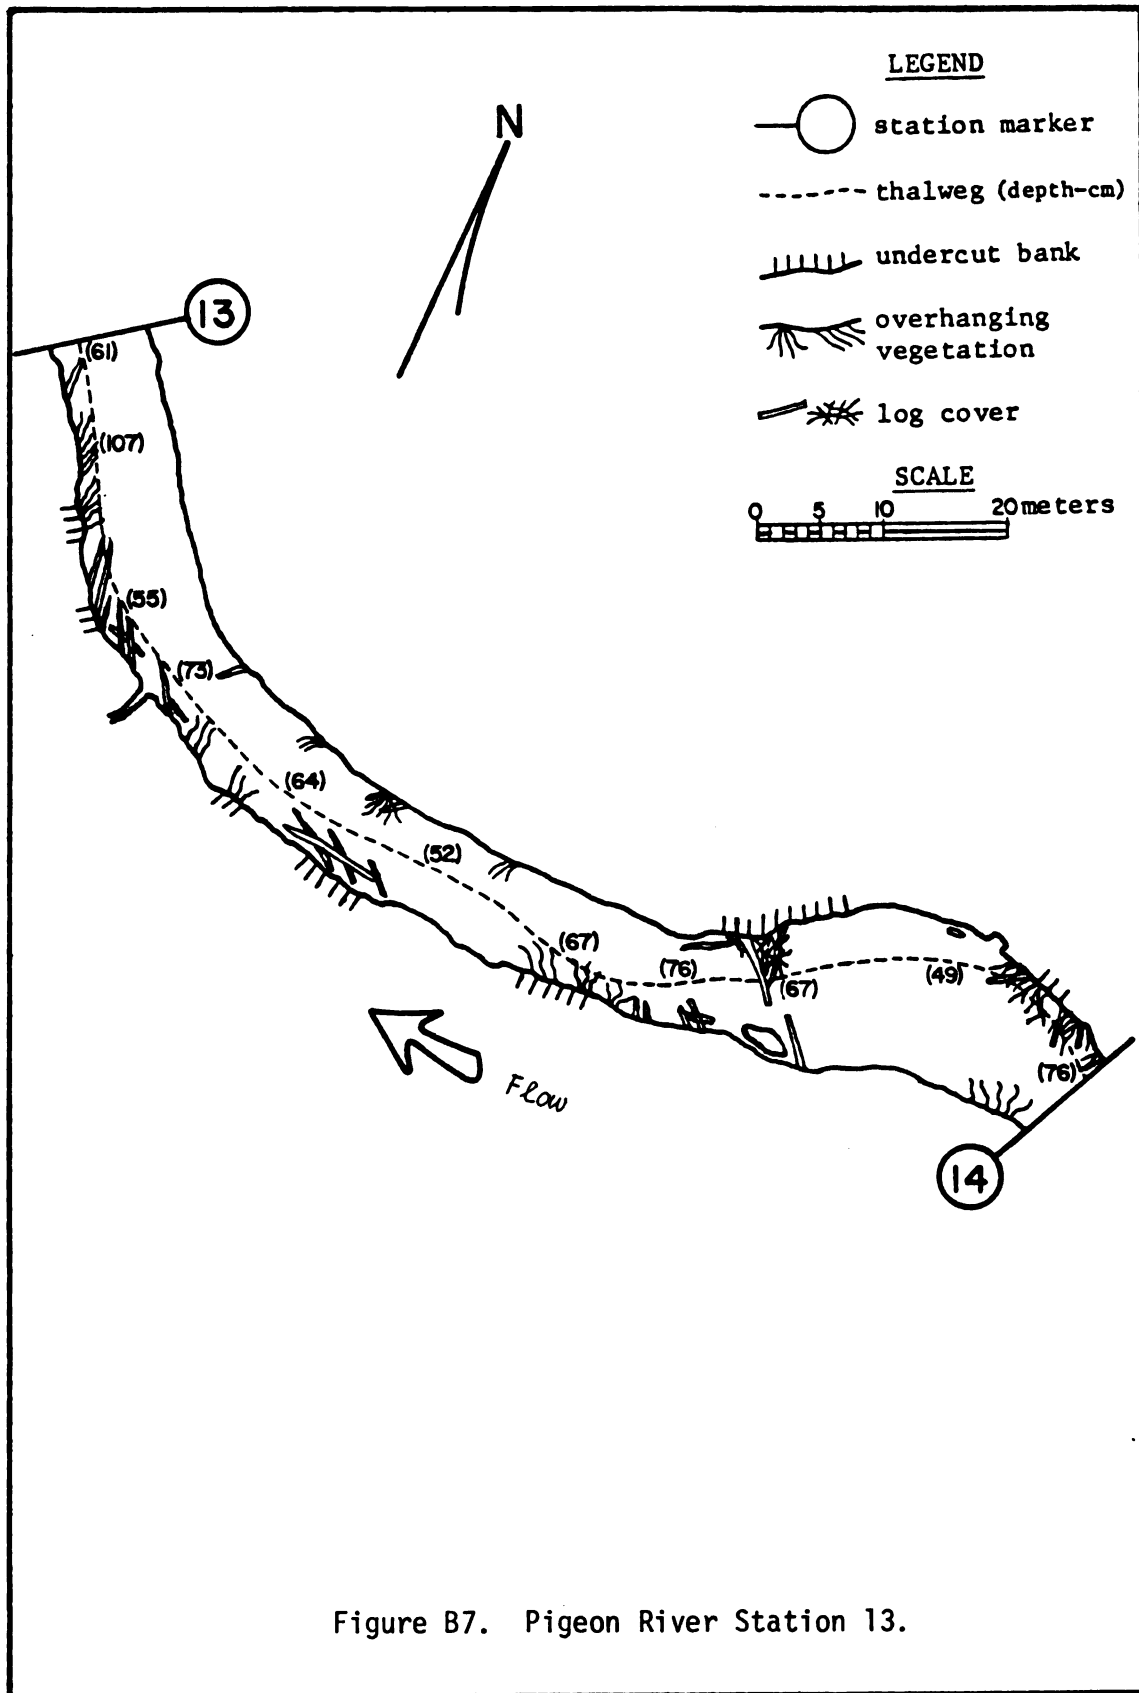 LEGEND
station marker
thalweg (depth-cm)
undercut bank
overhanging
vegetation
log cover
SCALE
0 5 10 20 meters
N
13
(61)
(107)
(55)
(73)
(64)
(52)
(67)
(76)
(67)
(49)
(76)
Flow
14
Figure B7. Pigeon River Station 13.